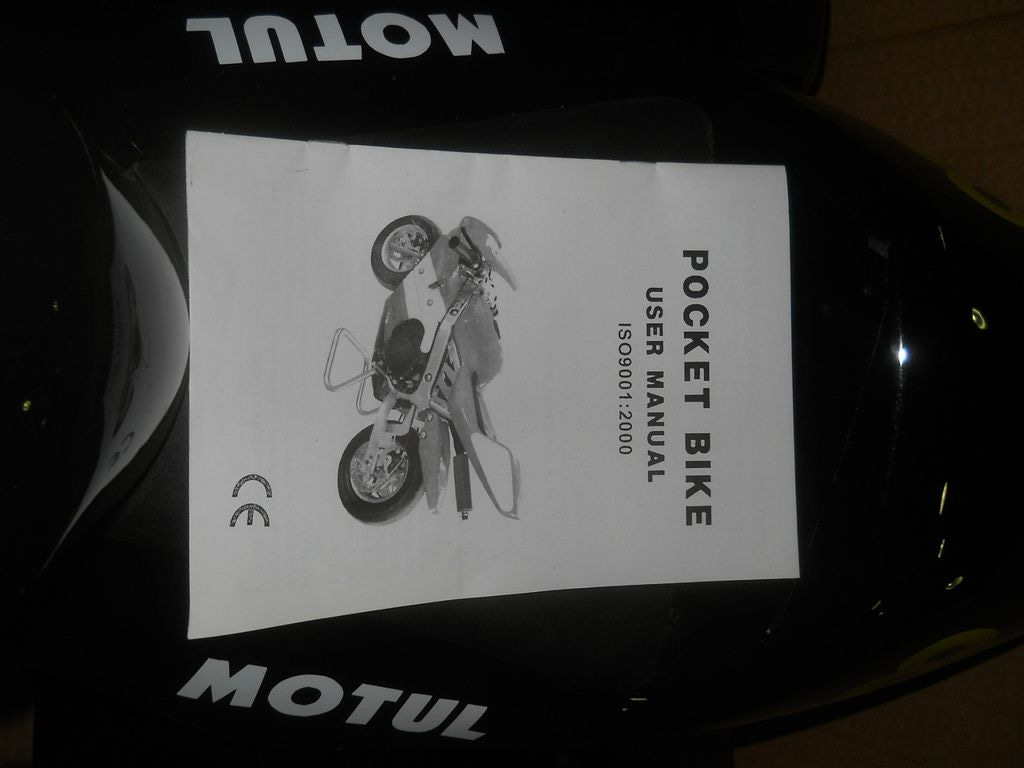 MOTUL
POCKET BIKE
USER MANUAL
ISO9001:2000
CE
MOTUL